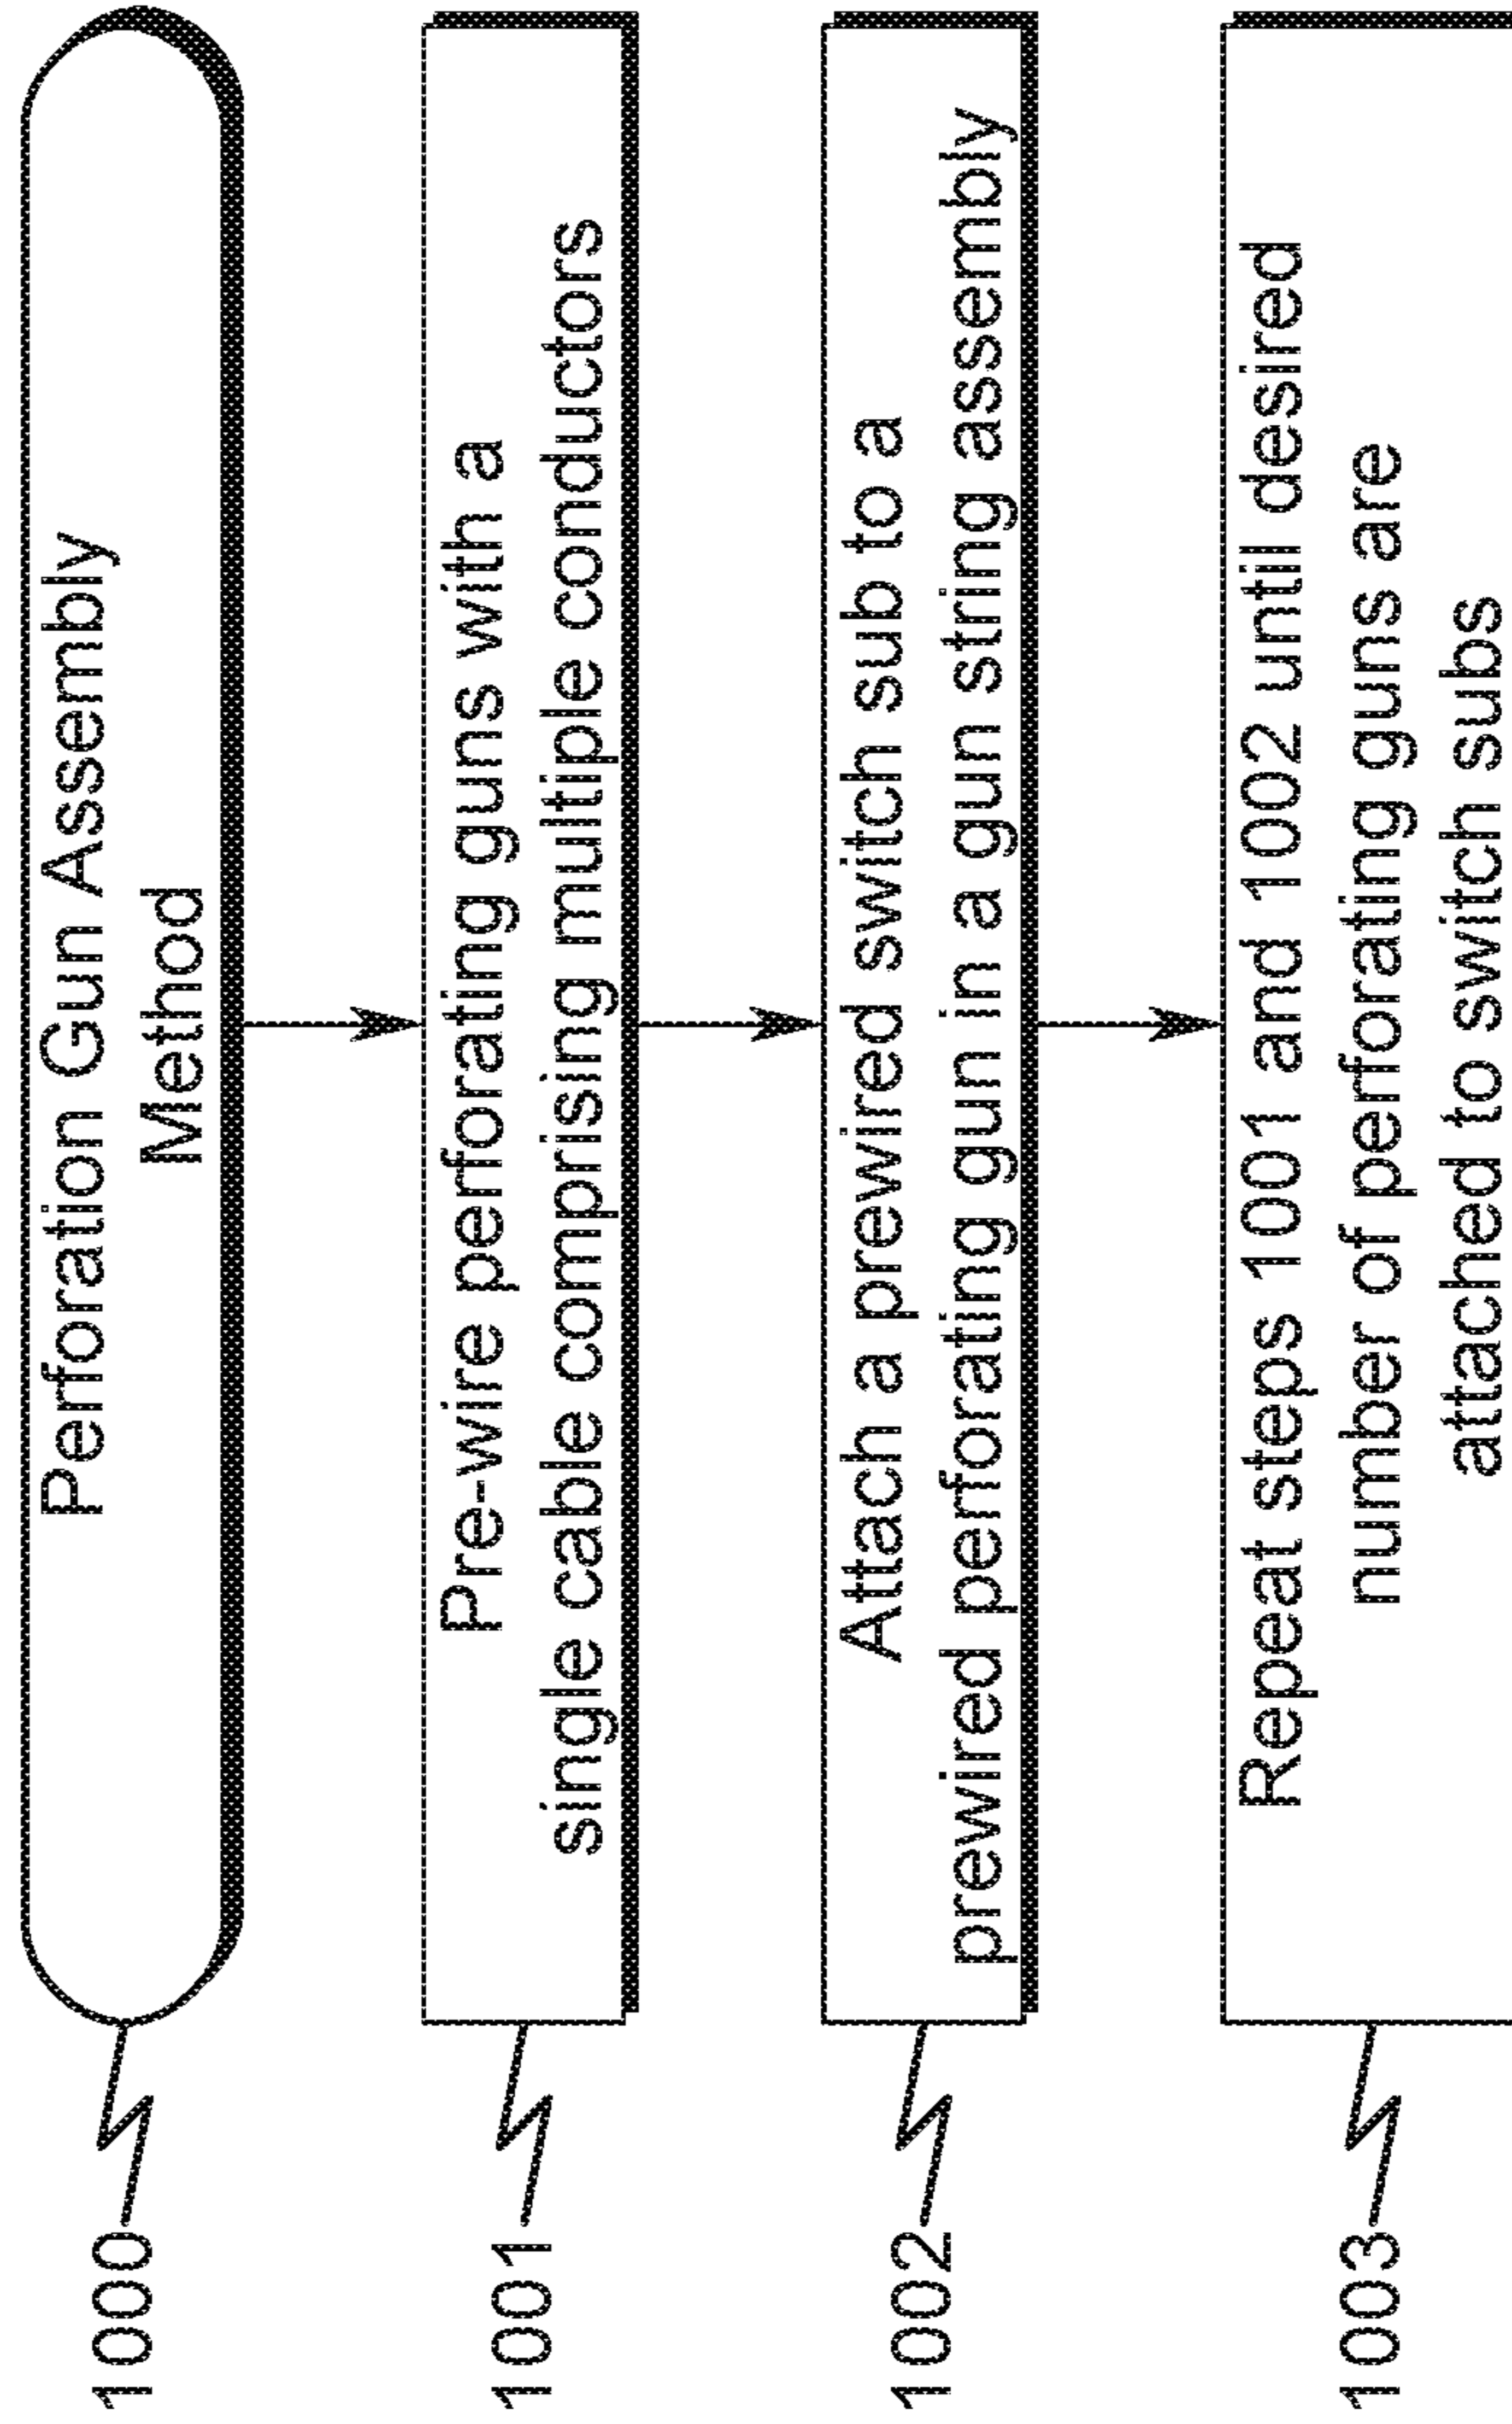 1000
Perforation Gun Assembly
Method
1001
Pre-wire perforating guns with a
single cable comprising multiple conductors
1002
Attach a prewired switch sub to a
prewired perforating gun in a gun string assembly
1003
Repeat steps 1001 and 1002 until desired
number of perforating guns are
attached to switch subs